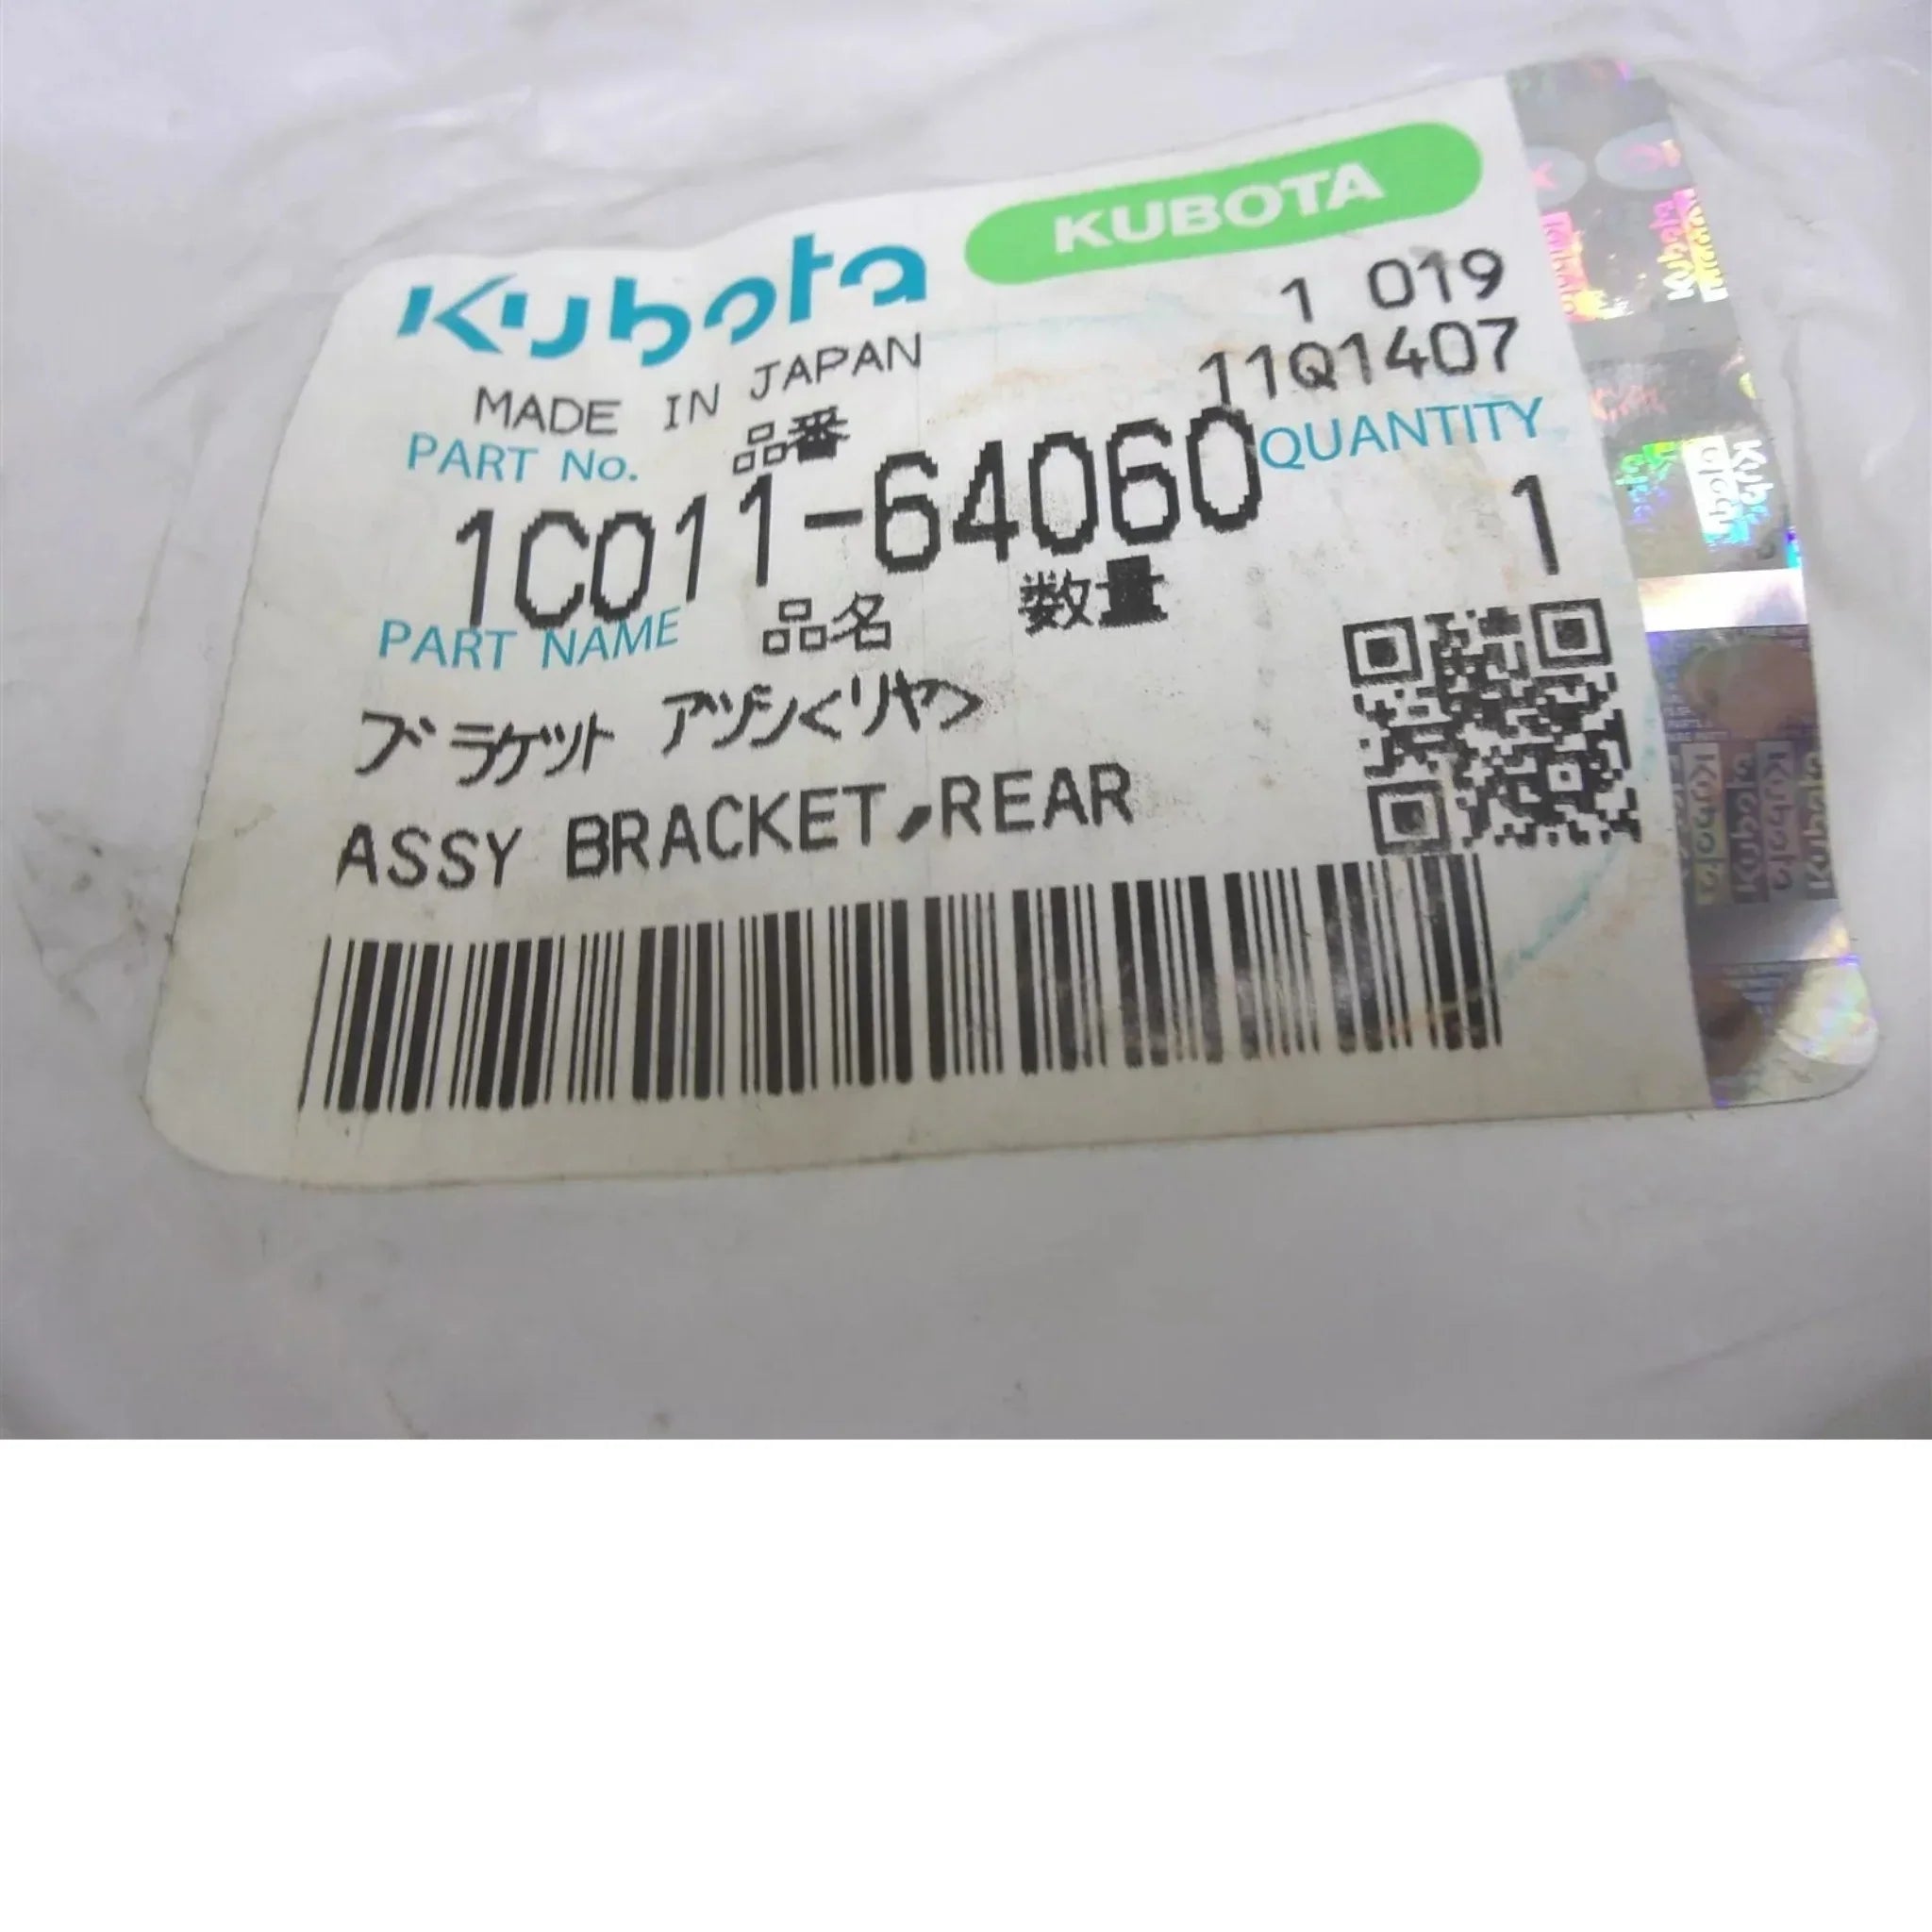 Kubota KUBOTA
1 019
MADE IN JAPAN 11Q1407
PART No. 品番 QUANTITY
1C011-64060 1
PART NAME 品名 数量
ブラケット アツシ<リヤ>
ASSY BRACKET,REAR